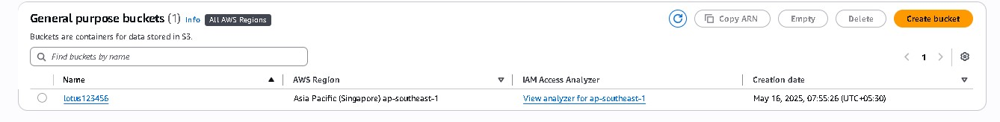 General purpose buckets (1) Info All AWS Regions Copy ARN Empty Delete Create bucket
Buckets are containers for data stored in S3.
Find buckets by name 1
Name AWS Region IAM Access Analyzer Creation date
lotus123456 Asia Pacific (Singapore) ap-southeast-1 View analyzer for ap-southeast-1 May 16, 2025, 07:55:26 (UTC+05:30)